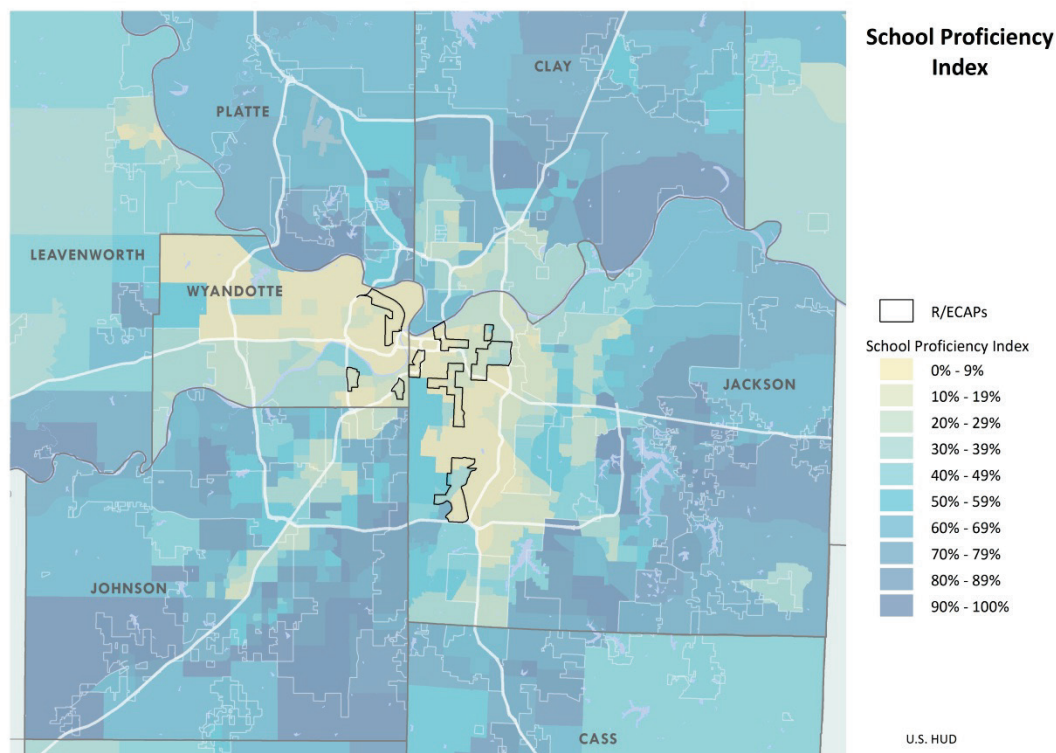 School Proficiency
Index
CLAY
PLATTE
LEAVENWORTH
WYANDOTTE
JACKSON
JOHNSON
CASS
R/ECAPs
School Proficiency Index
0% - 9%
10% - 19%
20% - 29%
30% - 39%
40% - 49%
50% - 59%
60% - 69%
70% - 79%
80% - 89%
90% - 100%
U.S. HUD